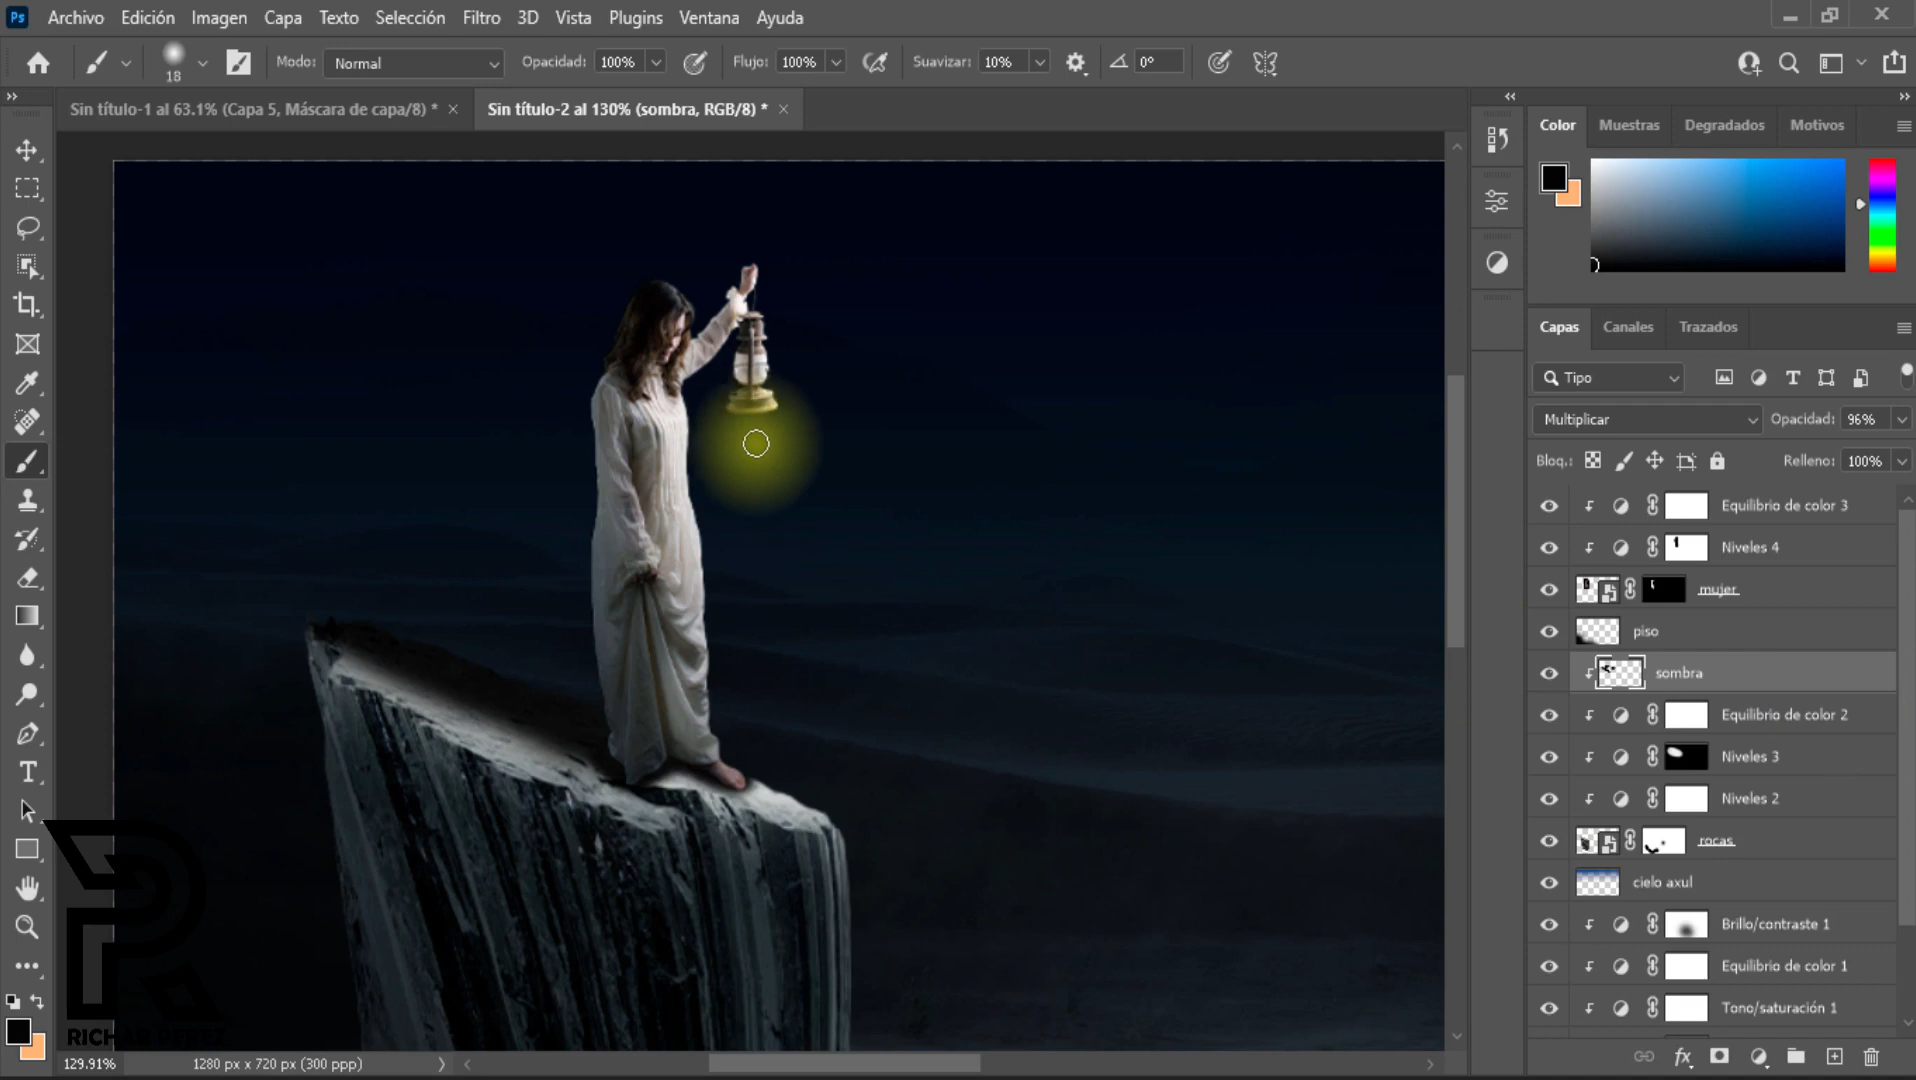 Ps Archivo Edición Imagen Capa Texto Selección Filtro 3D Vista Plugins Ventana Ayuda
18 Modo: Normal Opacidad: 100% Flujo: 100% Suavizar: 10% 0°
Sin título-1 al 63.1% (Capa 5, Máscara de capa/8) * Sin título-2 al 130% (sombra, RGB/8) *
Color Muestras Degradados Motivos
Capas Canales Trazados
Tipo
Multiplicar Opacidad: 96%
Bloq.: Relleno: 100%
Equilibrio de color 3
Niveles 4
mujer
piso
sombra
Equilibrio de color 2
Niveles 3
Niveles 2
rocas
cielo axul
Brillo/contraste 1
Equilibrio de color 1
Tono/saturación 1
RICHAR PEREZ
129.91% 1280 px x 720 px (300 ppp)